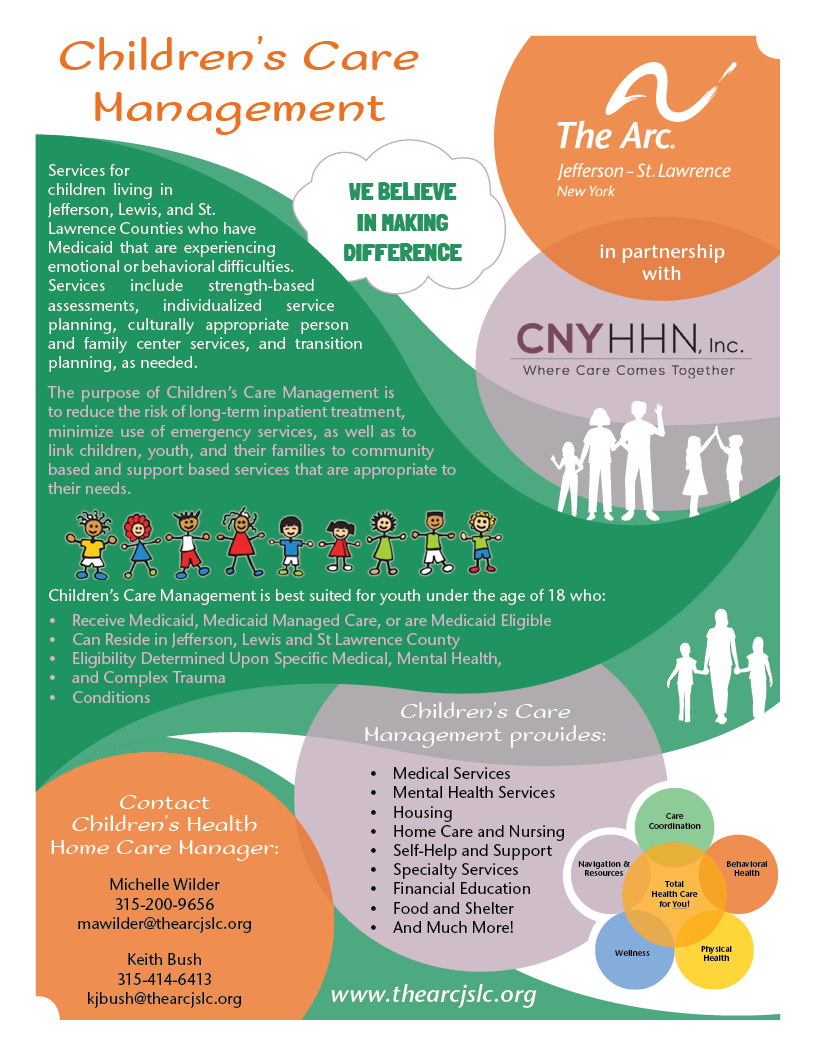 Children's Care
Management
The Arc®
Jefferson – St. Lawrence
New York
in partnership
with
CNYHHN, Inc.
Where Care Comes Together
WE BELIEVE
IN MAKING
DIFFERENCE
Services for
children living in
Jefferson, Lewis, and St.
Lawrence Counties who have
Medicaid that are experiencing
emotional or behavioral difficulties.
Services include strength-based
assessments, individualized service
planning, culturally appropriate person
and family center services, and transition
planning, as needed.
The purpose of Children's Care Management is
to reduce the risk of long-term inpatient treatment,
minimize use of emergency services, as well as to
link children, youth, and their families to community
based and support based services that are appropriate to
their needs.
Children's Care Management is best suited for youth under the age of 18 who:
• Receive Medicaid, Medicaid Managed Care, or are Medicaid Eligible
• Can Reside in Jefferson, Lewis and St Lawrence County
• Eligibility Determined Upon Specific Medical, Mental Health,
• and Complex Trauma
• Conditions
Children's Care
Management provides:
• Medical Services
• Mental Health Services
• Housing
• Home Care and Nursing
• Self-Help and Support
• Specialty Services
• Financial Education
• Food and Shelter
• And Much More!
Contact
Children's Health
Home Care Manager:
Michelle Wilder
315-200-9656
mawilder@thearcjslc.org
Keith Bush
315-414-6413
kjbush@thearcjslc.org
Care
Coordination
Navigation &
Resources
Behavioral
Health
Total
Health Care
for You!
Wellness
Physical
Health
www.thearcjslc.org